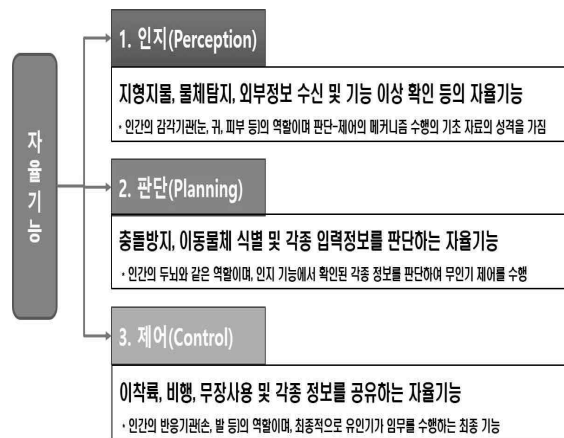 자율기능
1. 인지(Perception)
지형지물, 물체탐지, 외부정보 수신 및 기능 이상 확인 등의 자율기능
· 인간의 감각기관(눈, 귀, 피부 등)의 역할이며 판단-제어의 메커니즘 수행의 기초 자료의 성격을 가짐
2. 판단(Planning)
충돌방지, 이동물체 식별 및 각종 입력정보를 판단하는 자율기능
· 인간의 두뇌와 같은 역할이며, 인지 기능에서 확인된 각종 정보를 판단하여 무인기 제어를 수행
3. 제어(Control)
이착륙, 비행, 무장사용 및 각종 정보를 공유하는 자율기능
· 인간의 반응기관(손, 발 등)의 역할이며, 최종적으로 유인기가 임무를 수행하는 최종 기능